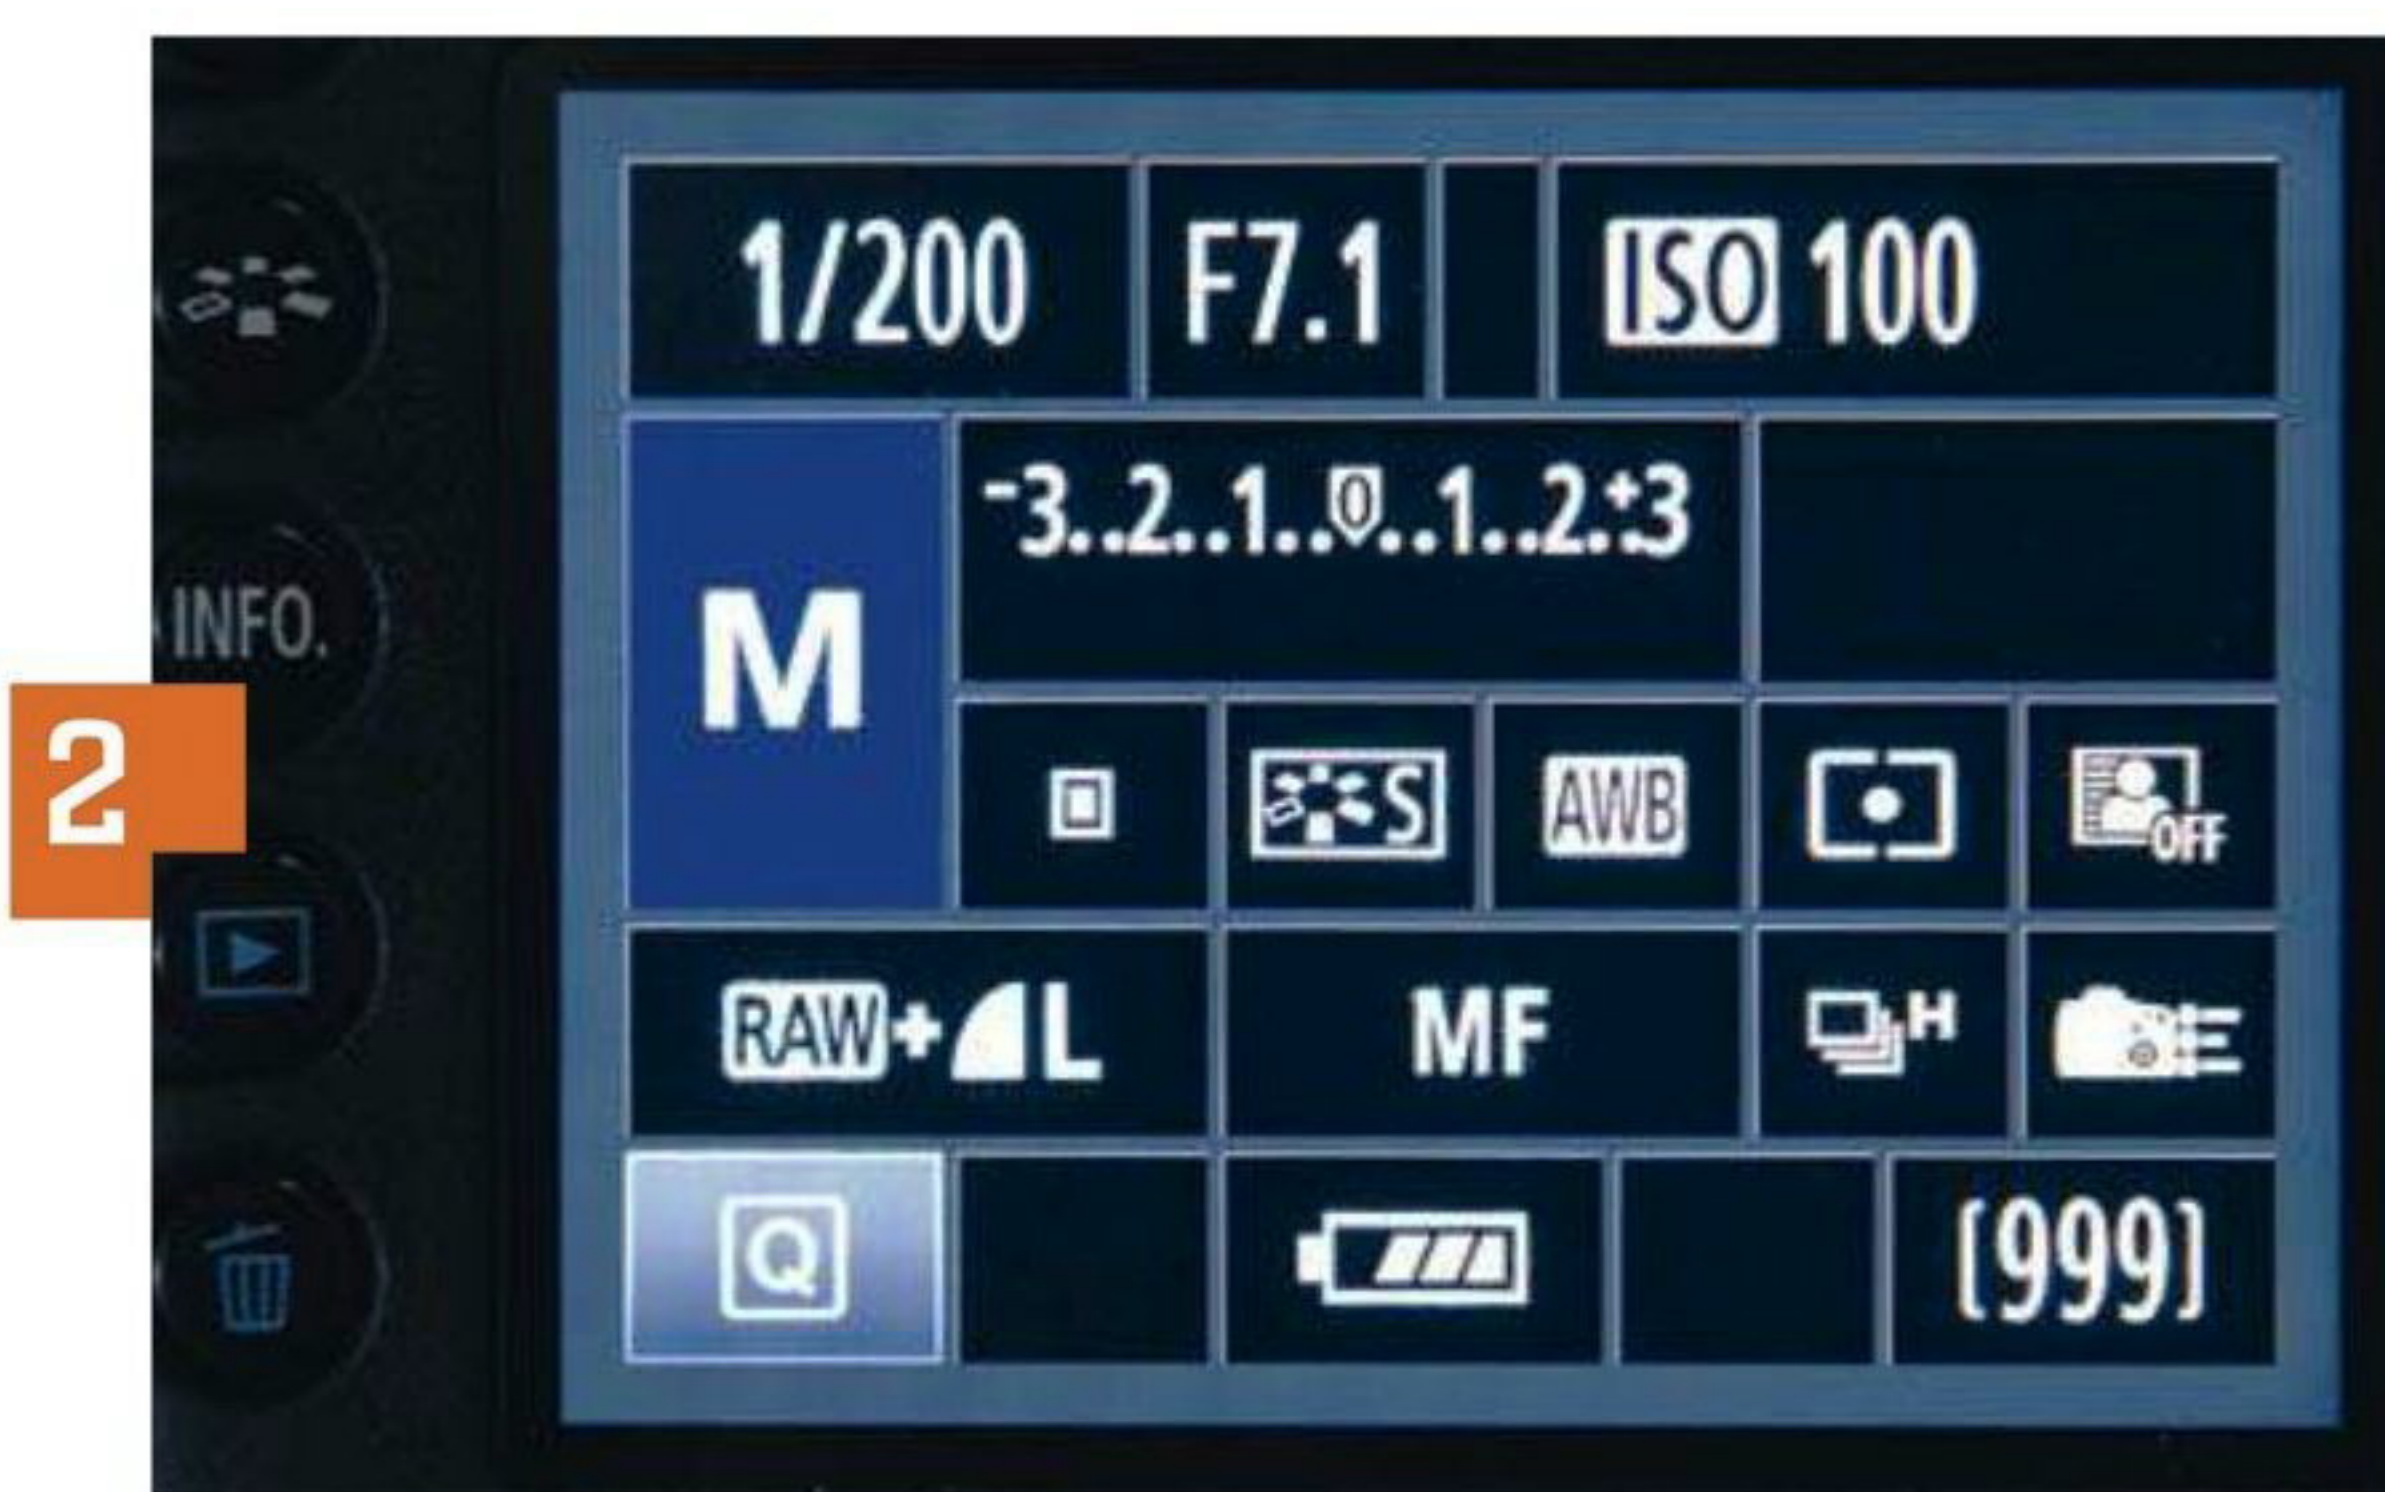 1/200 F7.1 ISO 100
-3..2..1..0..1..2.+3
INFO.
M
2
S AWB OFF
RAW+L MF H
Q [999]